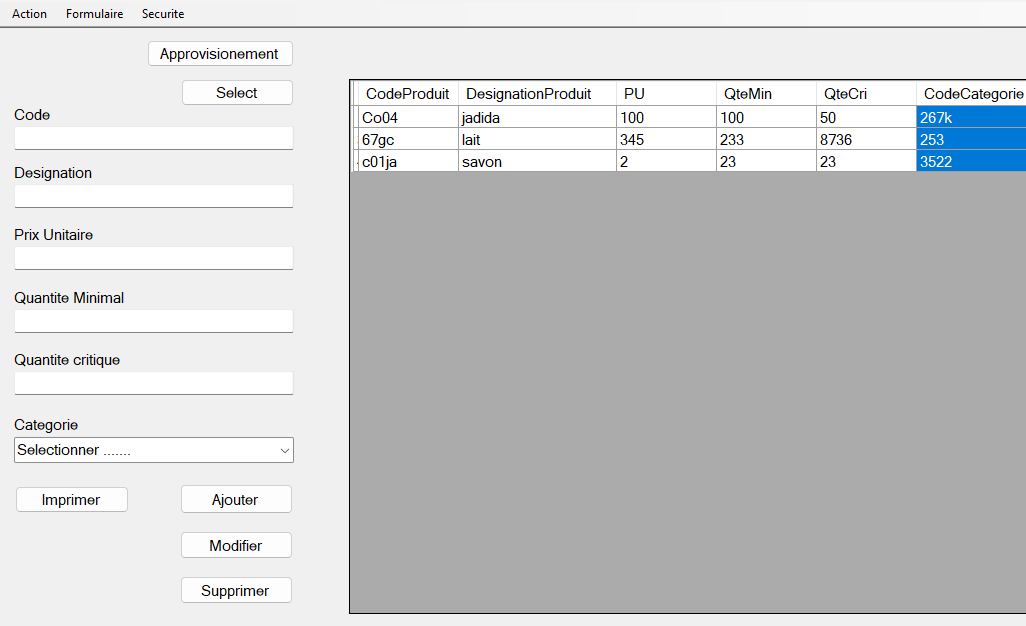 Action Formulaire Securite
Approvisionement
Select
Code
Designation
Prix Unitaire
Quantite Minimal
Quantite critique
Categorie
Selectionner .......
Imprimer Ajouter
Modifier
Supprimer
CodeProduit DesignationProduit PU QteMin QteCri CodeCategorie
Co04 jadida 100 100 50 267k
67gc lait 345 233 8736 253
c01ja savon 2 23 23 3522